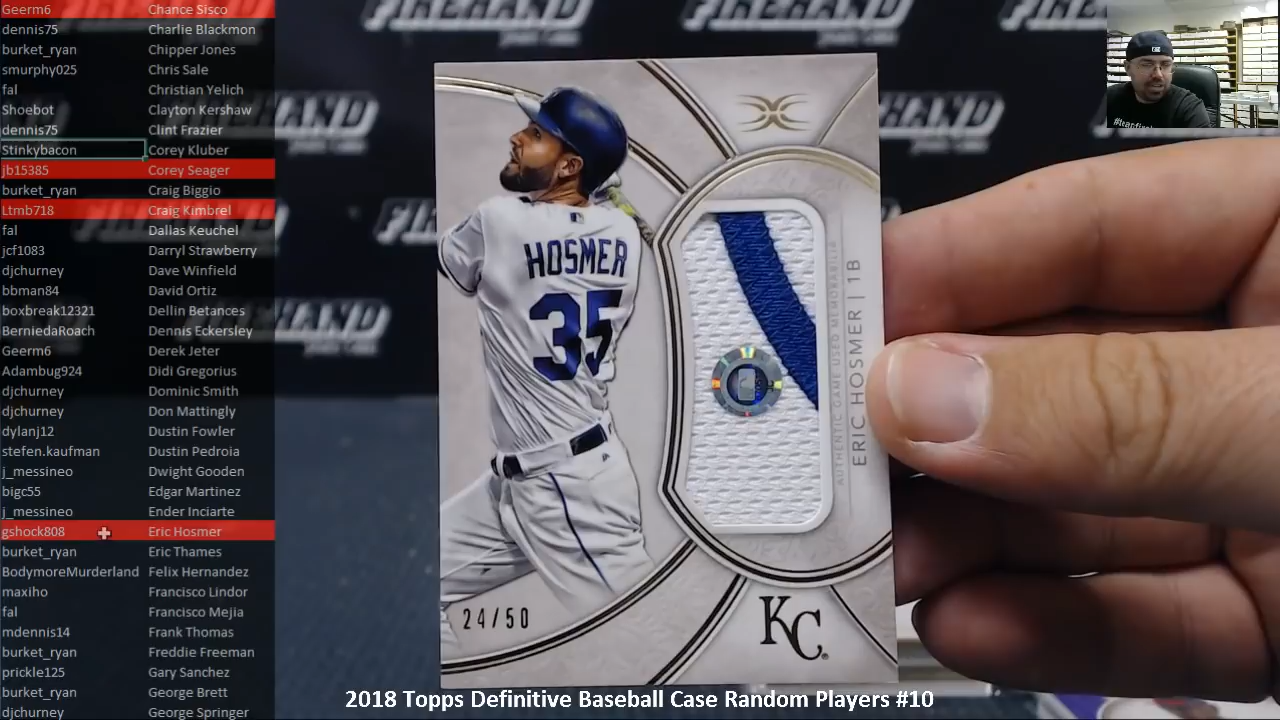 Geerm6 Chance Sisco
dennis75 Charlie Blackmon
burket_ryan Chipper Jones
smurphy025 Chris Sale
fal Christian Yelich
Shoebot Clayton Kershaw
dennis75 Clint Frazier
Stinkybacon Corey Kluber
jb15385 Corey Seager
burket_ryan Craig Biggio
Ltmb718 Craig Kimbrel
fal Dallas Keuchel
jcf1083 Darryl Strawberry
djchurney Dave Winfield
bbman84 David Ortiz
boxbreak12321 Dellin Betances
BerniedaRoach Dennis Eckersley
Geerm6 Derek Jeter
Adambug924 Didi Gregorius
djchurney Dominic Smith
djchurney Don Mattingly
dylanj12 Dustin Fowler
stefen.kaufman Dustin Pedroia
j_messineo Dwight Gooden
bigc55 Edgar Martinez
j_messineo Ender Inciarte
gshock808 Eric Hosmer
burket_ryan Eric Thames
BodymoreMurderland Felix Hernandez
maxiho Francisco Lindor
fal Francisco Mejia
mdennis14 Frank Thomas
burket_ryan Freddie Freeman
prickle125 Gary Sanchez
burket_ryan George Brett
djchurney George Springer
FIREHAND
HOSMER
35
AUTHENTIC GAME USED MEMORABILIA
ERIC HOSMER | 1B
24/50
KC
2018 Topps Definitive Baseball Case Random Players #10